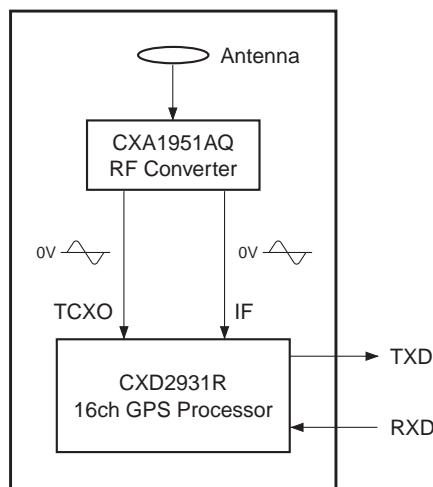 Antenna
CXA1951AQ
RF Converter
0V
0V
TCXO
IF
CXD2931R
16ch GPS Processor
TXD
RXD